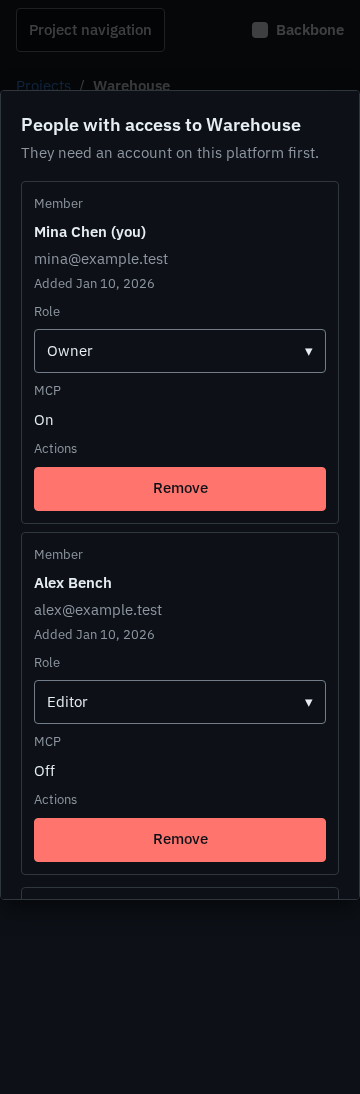 Project navigation
Backbone
Projects / Warehouse
People with access to Warehouse
They need an account on this platform first.
Member
Mina Chen (you)
mina@example.test
Added Jan 10, 2026
Role
Owner
MCP
On
Actions
Remove
Member
Alex Bench
alex@example.test
Added Jan 10, 2026
Role
Editor
MCP
Off
Actions
Remove